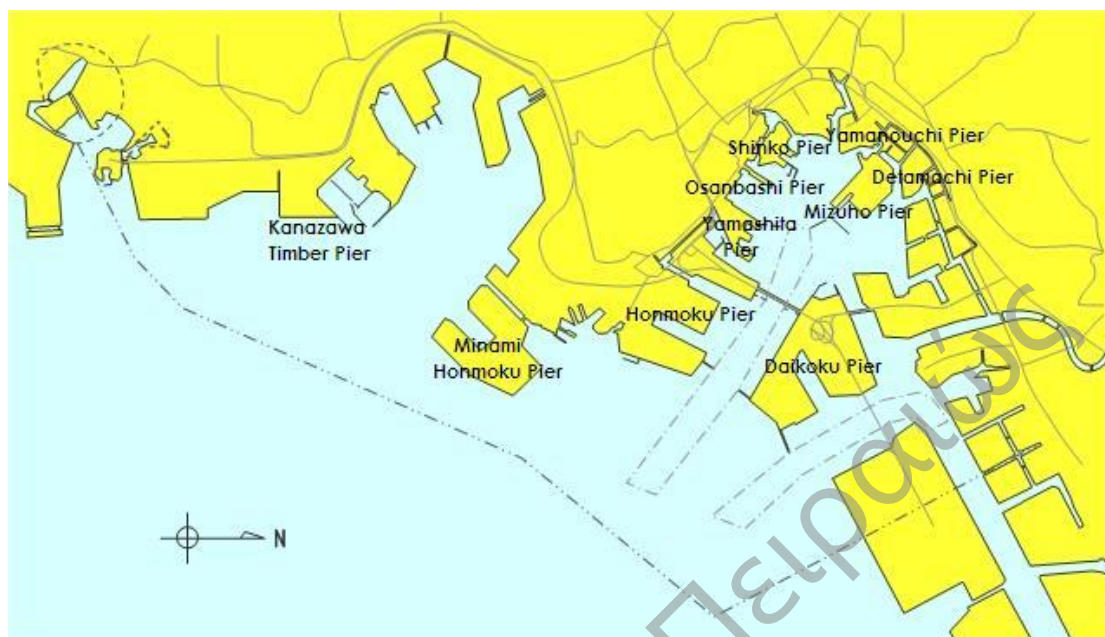 Yamanouchi Pier
Shinko Pier
Detamachi Pier
Osanbashi Pier
Mizuho Pier
Yamashita
Pier
Kanazawa
Timber Pier
Honmoku Pier
Minami
Honmoku Pier
Daikoku Pier
N
Πειραιώς